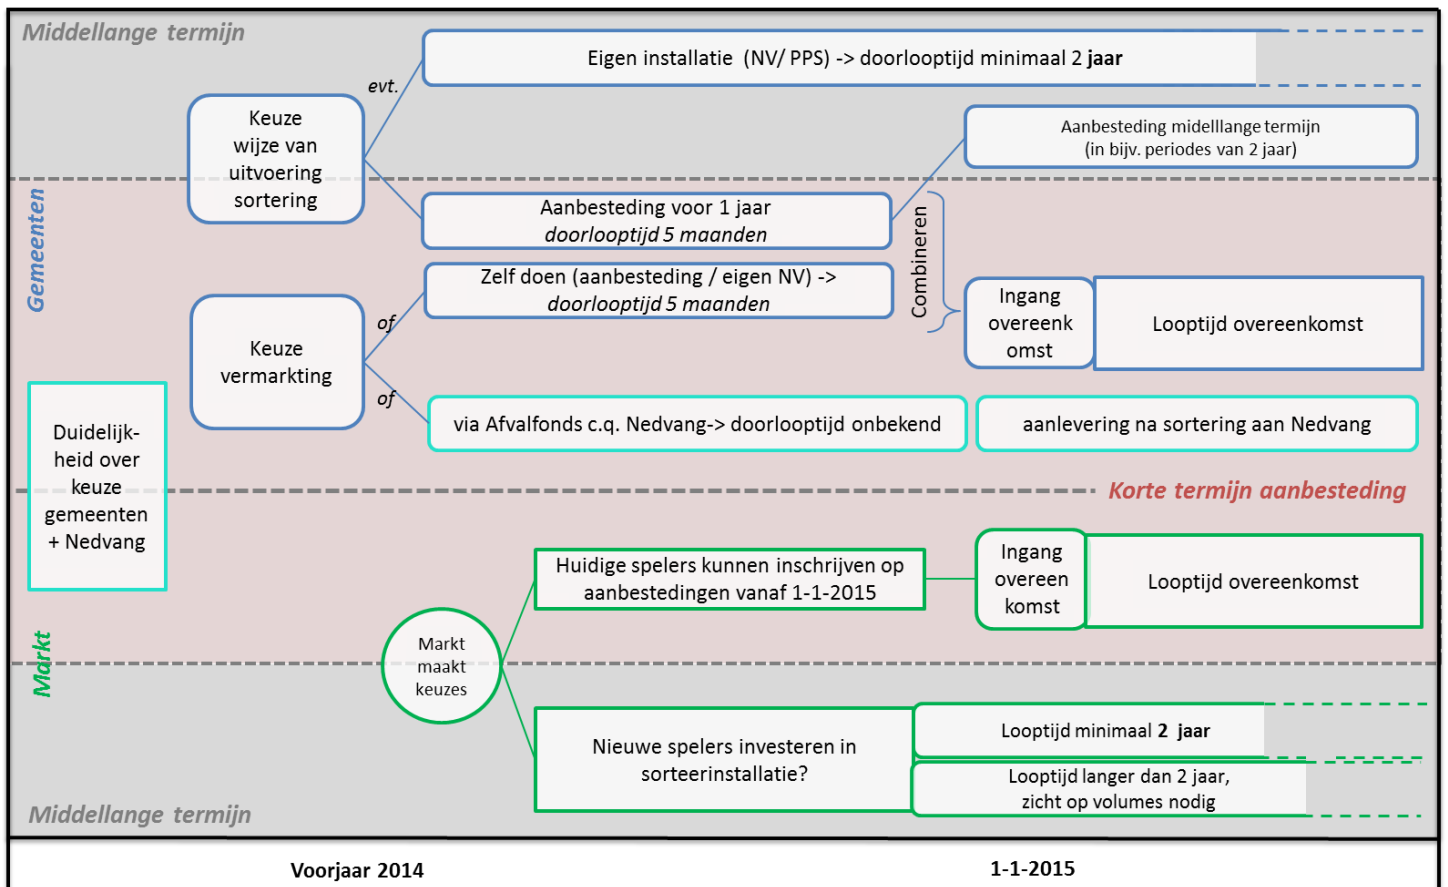 Middellange termijn
Eigen installatie (NV/ PPS) -> doorlooptijd minimaal 2 jaar
evt.
Keuze
wijze van
uitvoering
sortering
Aanbesteding midelllange termijn
(in bijv. periodes van 2 jaar)
Gemeenten
Aanbesteding voor 1 jaar
doorlooptijd 5 maanden
Combineren
Zelf doen (aanbesteding / eigen NV) ->
doorlooptijd 5 maanden
of
Keuze
vermarkting
of
Ingang
overeenk
omst
Looptijd overeenkomst
via Afvalfonds c.q. Nedvang-> doorlooptijd onbekend
aanlevering na sortering aan Nedvang
Duidelijk-
heid over
keuze
gemeenten
+ Nedvang
Korte termijn aanbesteding
Huidige spelers kunnen inschrijven op
aanbestedingen vanaf 1-1-2015
Ingang
overeen
komst
Looptijd overeenkomst
Markt
Markt
maakt
keuzes
Nieuwe spelers investeren in
sorteerinstallatie?
Looptijd minimaal 2 jaar
Looptijd langer dan 2 jaar,
zicht op volumes nodig
Middellange termijn
Voorjaar 2014
1-1-2015